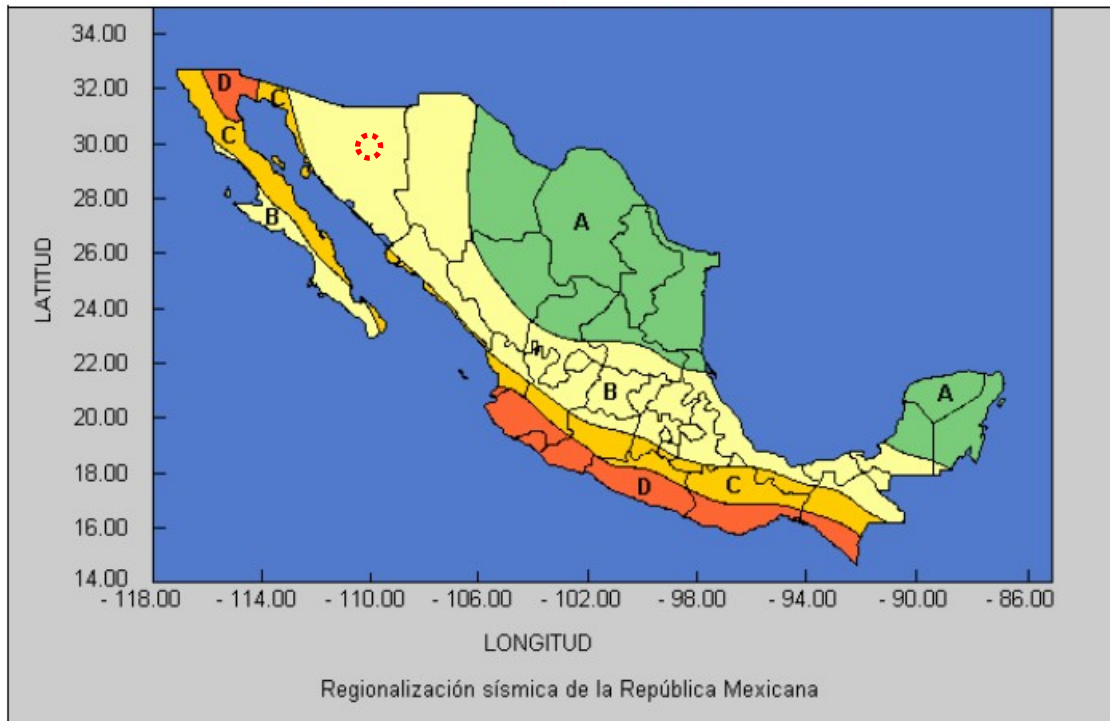 34.00
32.00
30.00
28.00
26.00
24.00
22.00
20.00
18.00
16.00
14.00
LATITUD
D
C
C
B
A
B
A
D
C
- 118.00 - 114.00 - 110.00 - 106.00 - 102.00 - 98.00 - 94.00 - 90.00 - 86.00
LONGITUD
Regionalización sísmica de la República Mexicana